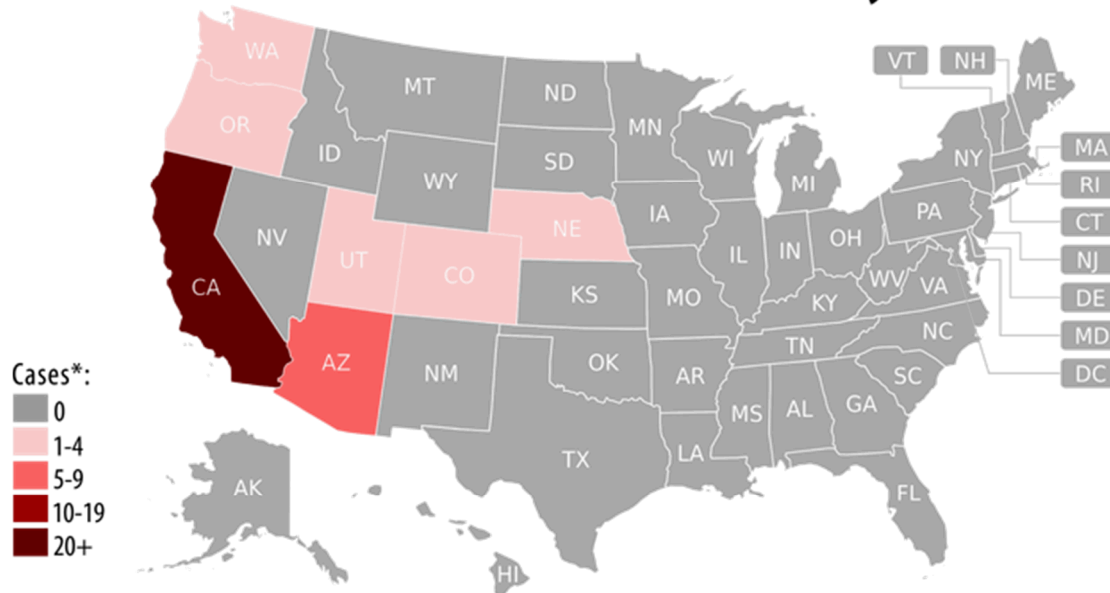 VT
NH
WA
MT
ND
ME
OR
MN
ID
SD
WI
NY
MA
WY
MI
RI
IA
PA
CT
NE
NV
OH
IL
IN
NJ
UT
CO
WV
VA
CA
KS
MO
KY
DE
MD
NC
TN
AZ
OK
NM
AR
SC
DC
Cases*:
0
MS
AL
GA
1-4
LA
TX
5-9
AK
FL
10-19
20+
HI